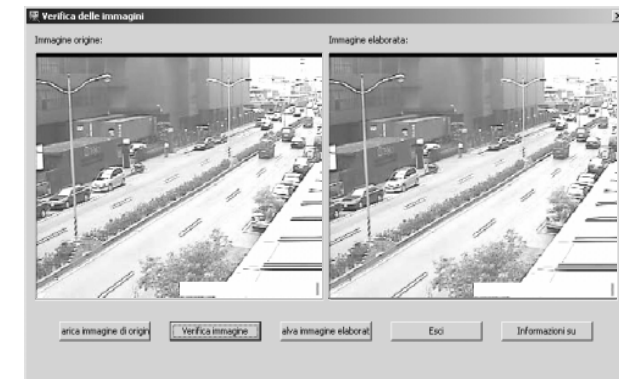 Verifica delle immagini
Immagine origine:
Immagine elaborata:
arica immagine di origin
Verifica immagine
alva immagine elaborat
Esci
Informazioni su